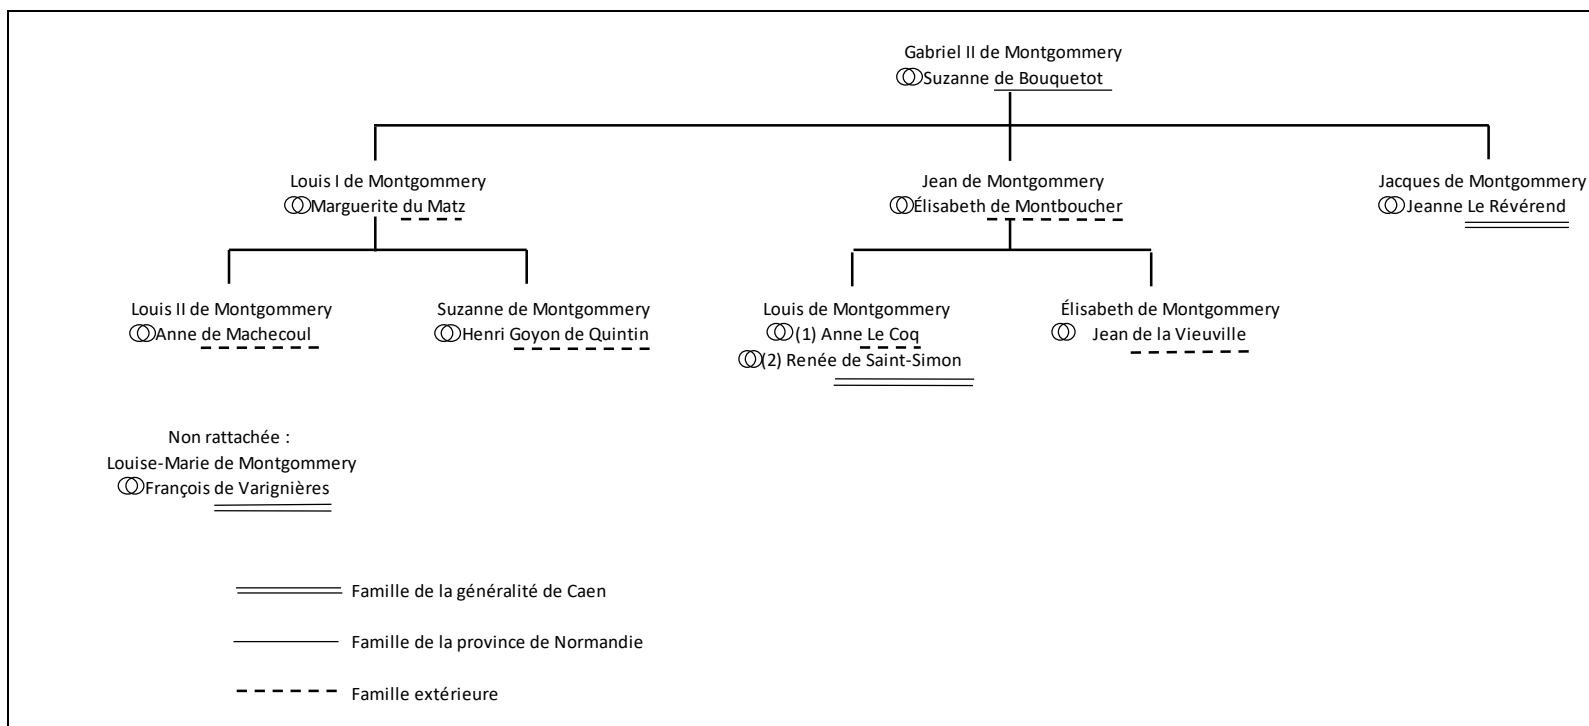 Gabriel II de Montgommery
Suzanne de Bouquetot
Louis I de Montgommery
Marguerite du Matz
Jean de Montgommery
Élisabeth de Montboucher
Jacques de Montgommery
Jeanne Le Révérend
Louis II de Montgommery
Anne de Machecoul
Suzanne de Montgommery
Henri Goyon de Quintin
Louis de Montgommery
(1) Anne Le Coq
(2) Renée de Saint-Simon
Élisabeth de Montgommery
Jean de la Vieuville
Non rattachée :
Louise-Marie de Montgommery
François de Varignières
Famille de la généralité de Caen
Famille de la province de Normandie
Famille extérieure